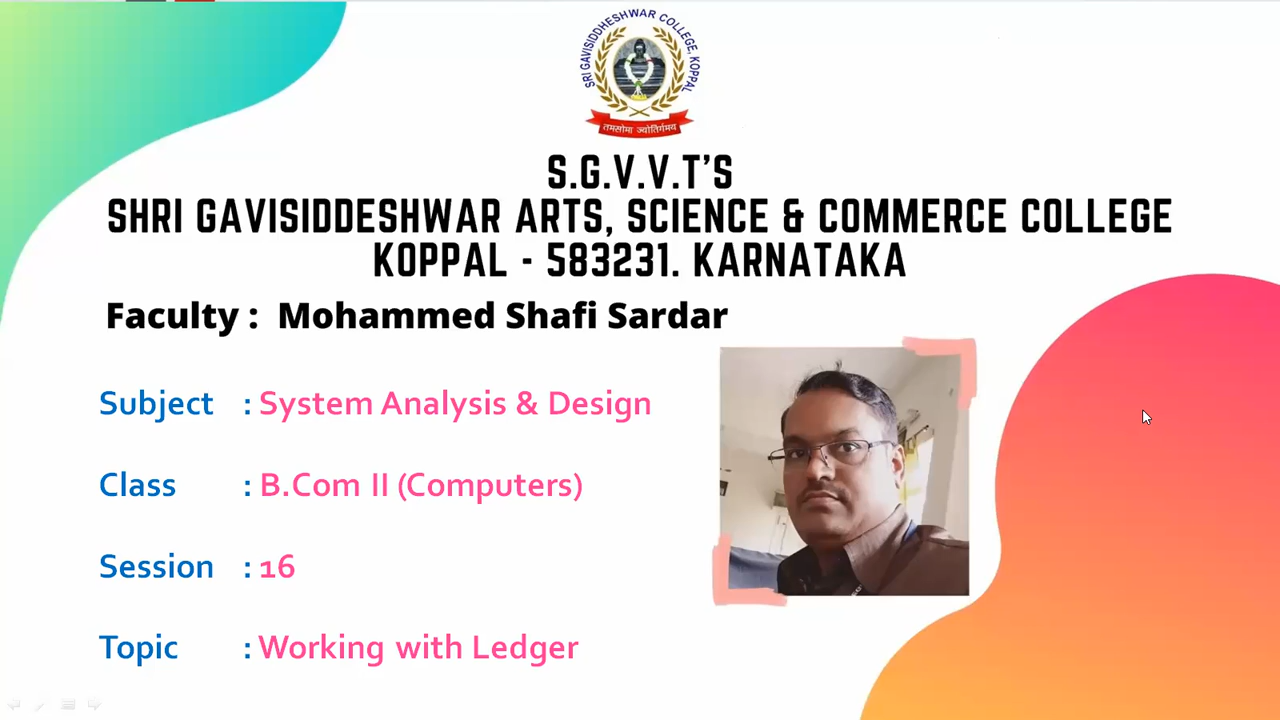 SRI GAVISIDDHESHWAR COLLEGE, KOPPAL
तमसोमा ज्योतिर्गमय
S.G.V.V.T'S
SHRI GAVISIDDESHWAR ARTS, SCIENCE & COMMERCE COLLEGE
KOPPAL - 583231. KARNATAKA
Faculty : Mohammed Shafi Sardar
Subject : System Analysis & Design
Class : B.Com II (Computers)
Session : 16
Topic : Working with Ledger